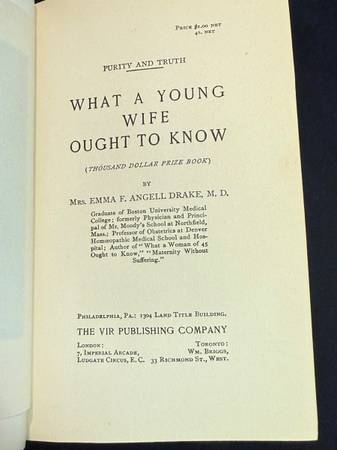 PRICE $1.00 NET
4s. NET
PURITY AND TRUTH
WHAT A YOUNG
WIFE
OUGHT TO KNOW
(THOUSAND DOLLAR PRIZE BOOK)
BY
MRS. EMMA F. ANGELL DRAKE, M. D.
Graduate of Boston University Medical
College; formerly Physician and Princi-
pal of Mr. Moody's School at Northfield,
Mass.; Professor of Obstetrics at Denver
Homœopathic Medical School and Hos-
pital; Author of "What a Woman of 45
Ought to Know," "Maternity Without
Suffering."
PHILADELPHIA, PA: 1304 LAND TITLE BUILDING.
THE VIR PUBLISHING COMPANY
LONDON: TORONTO:
7, IMPERIAL ARCADE, WM. BRIGGS,
LUDGATE CIRCUS, E. C. 33 RICHMOND ST., WEST.